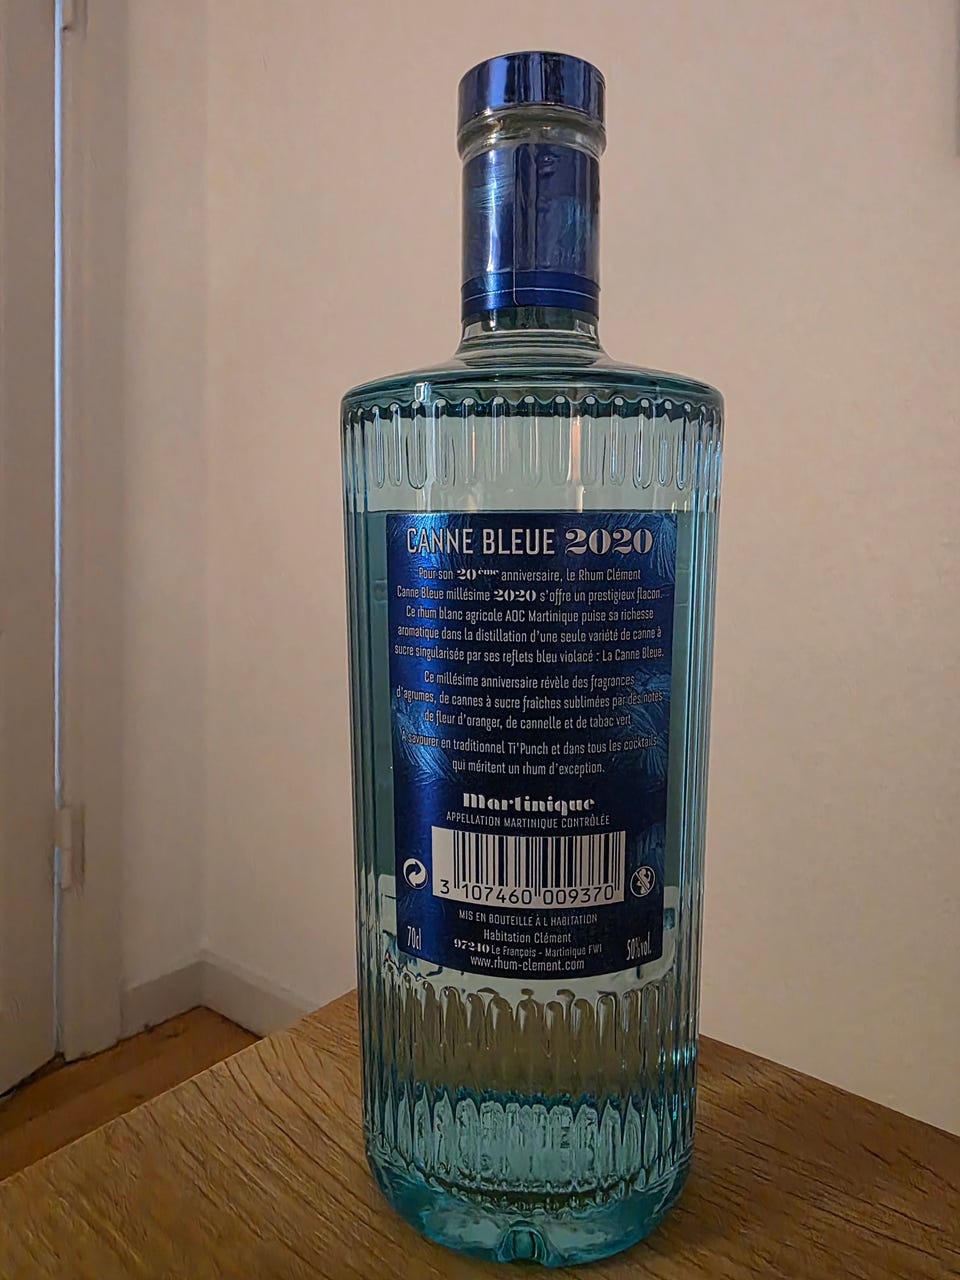 CANNE BLEUE 2020
Pour son 20ème anniversaire, le Rhum Clément
Canne Bleue millésime 2020 s'offre un prestigieux flacon.
Ce rhum blanc agricole AOC Martinique puise sa richesse
aromatique dans la distillation d'une seule variété de canne à
sucre singularisée par ses reflets bleu violacé : La Canne Bleue.
Ce millésime anniversaire révèle des fragrances
d'agrumes, de cannes à sucre fraîches sublimées par des notes
de fleur d'oranger, de cannelle et de tabac vert
A savourer en traditionnel Ti'Punch et dans tous les cocktails
qui méritent un rhum d'exception.
Martinique
APPELLATION MARTINIQUE CONTRÔLÉE
3 107460 009370
MIS EN BOUTEILLE À L HABITATION
Habitation Clément
70cl 97240 Le François - Martinique FWI 50%vol.
www.rhum-clement.com